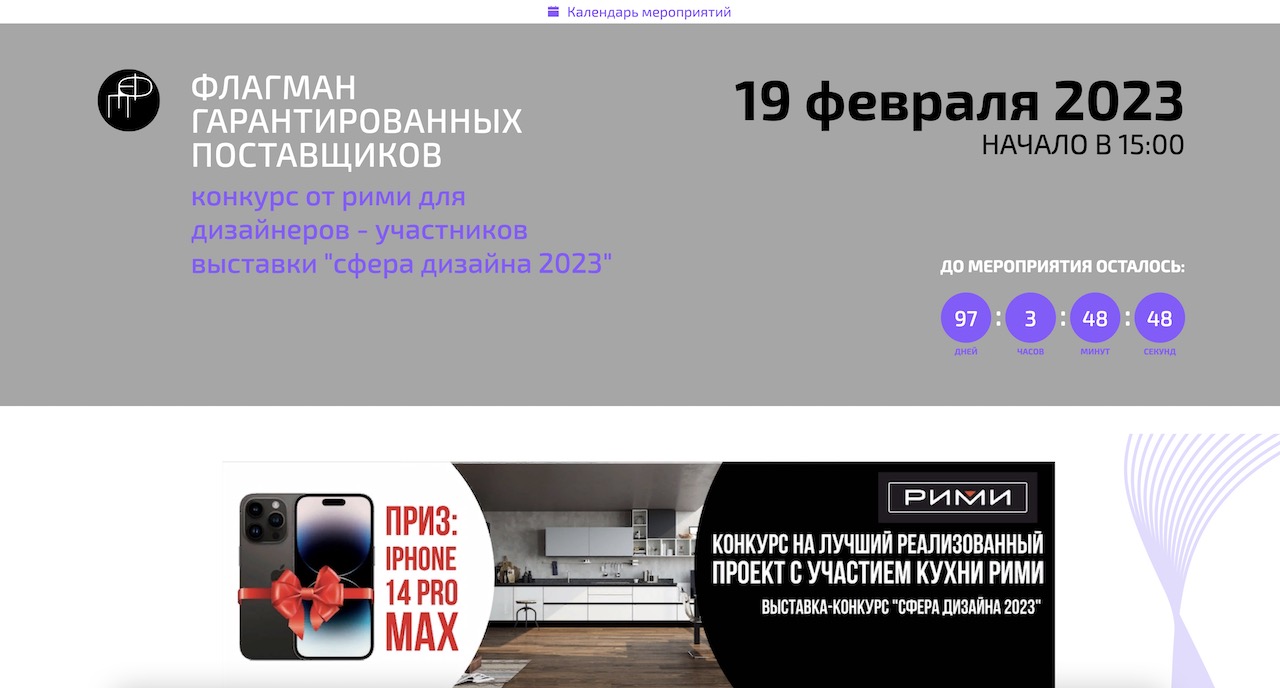 Календарь мероприятий
ФЛАГМАН
ГАРАНТИРОВАННЫХ
ПОСТАВЩИКОВ
конкурс от рими для
дизайнеров - участников
выставки "сфера дизайна 2023"
19 февраля 2023
НАЧАЛО В 15:00
ДО МЕРОПРИЯТИЯ ОСТАЛОСЬ:
97 : 3 : 48 : 48
ДНЕЙ ЧАСОВ МИНУТ СЕКУНД
ПРИЗ:
IPHONE
14 PRO
MAX
РИМИ
КОНКУРС НА ЛУЧШИЙ РЕАЛИЗОВАННЫЙ
ПРОЕКТ С УЧАСТИЕМ КУХНИ РИМИ
ВЫСТАВКА-КОНКУРС "СФЕРА ДИЗАЙНА 2023"